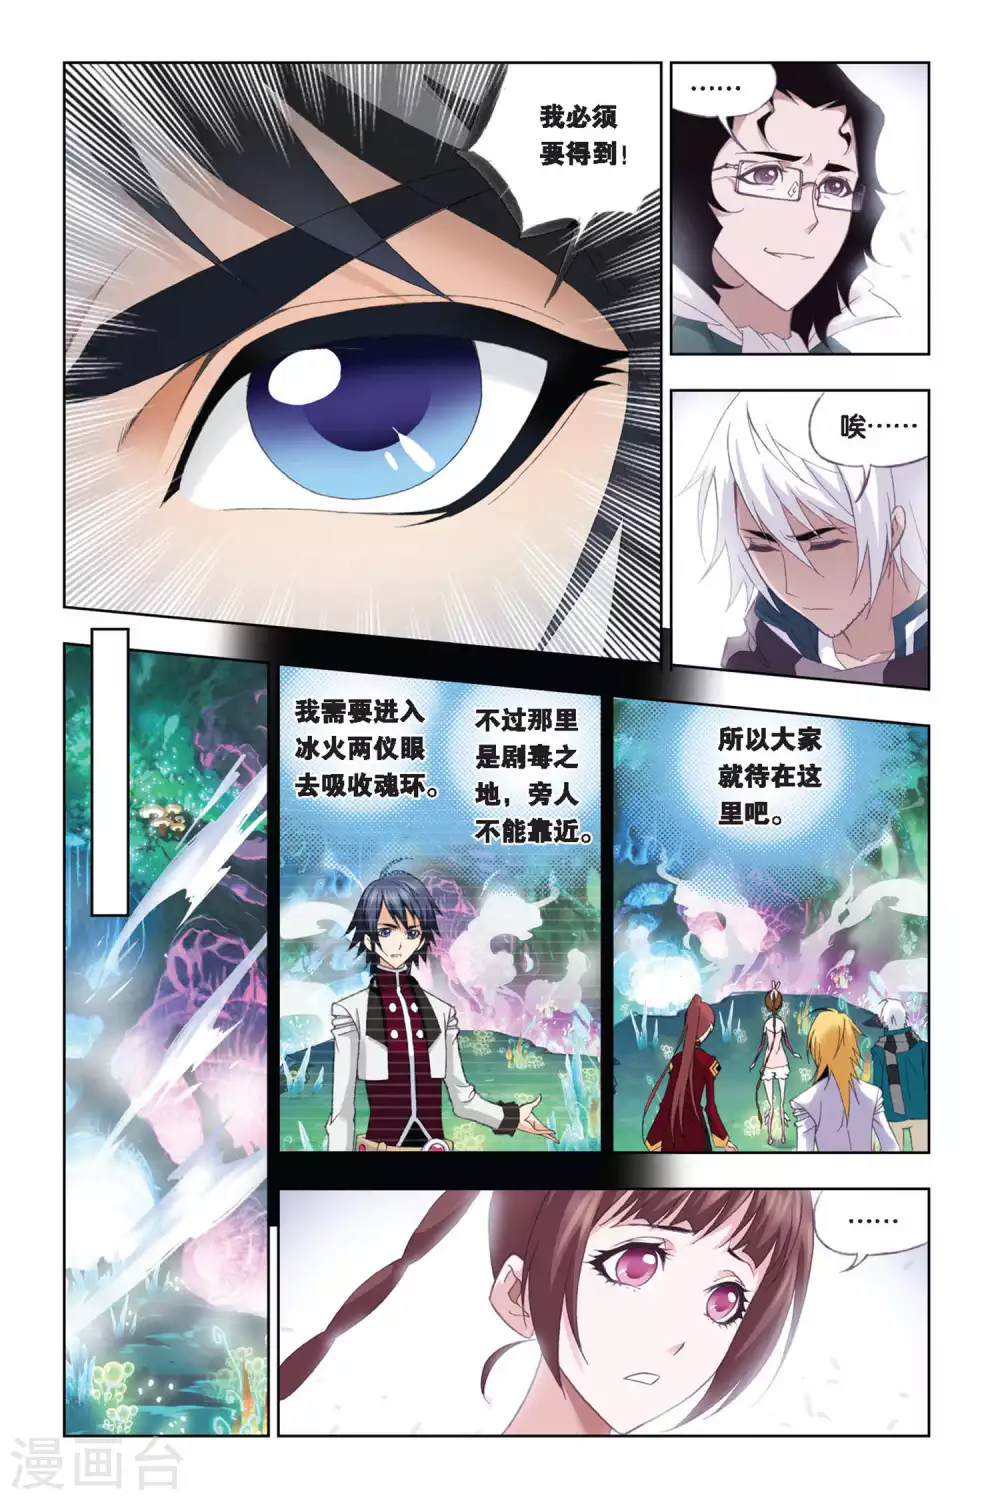 我必须
要得到！
……
唉……
我需要进入
冰火两仪眼
去吸收魂环。
不过那里
是剧毒之
地，旁人
不能靠近。
所以大家
就待在这
里吧。
……
漫画台